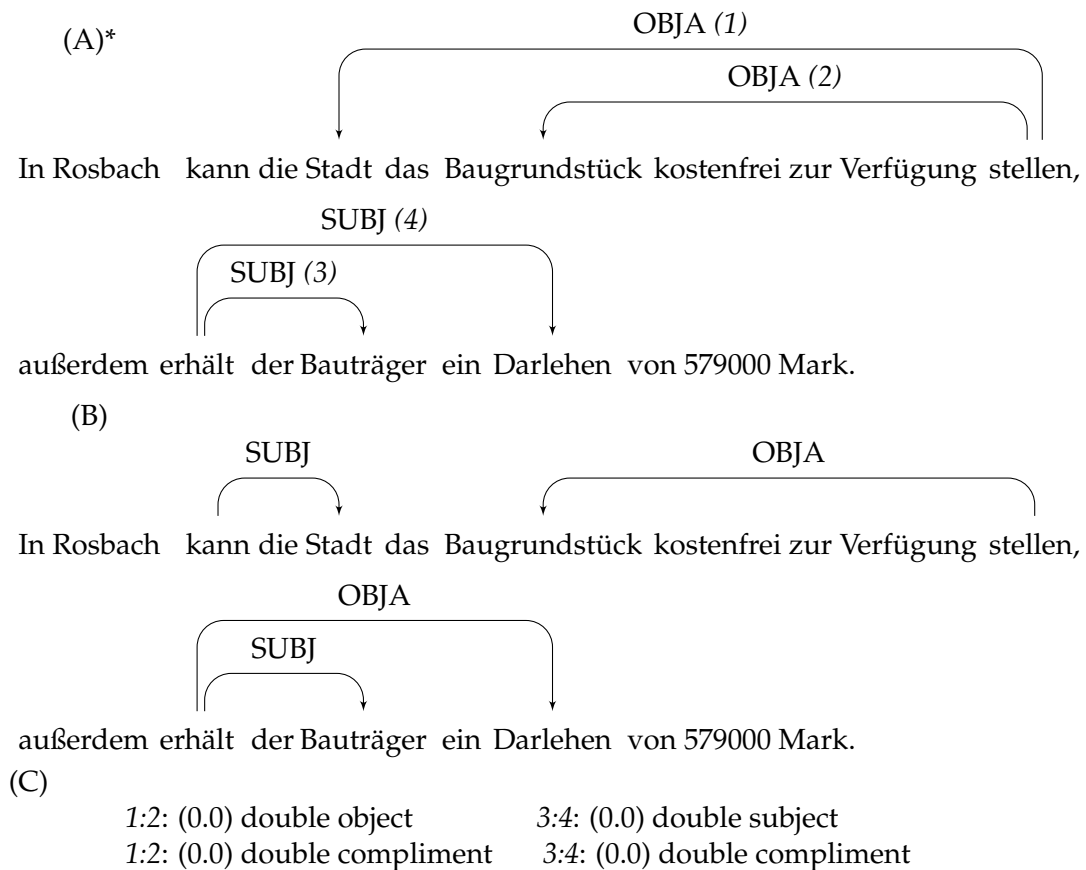 (A)*
OBJA (1)
OBJA (2)
In Rosbach kann die Stadt das Baugrundstück kostenfrei zur Verfügung stellen,
SUBJ (4)
SUBJ (3)
außerdem erhält der Bauträger ein Darlehen von 579000 Mark.
(B)
SUBJ OBJA
In Rosbach kann die Stadt das Baugrundstück kostenfrei zur Verfügung stellen,
OBJA
SUBJ
außerdem erhält der Bauträger ein Darlehen von 579000 Mark.
(C)
1:2: (0.0) double object 3:4: (0.0) double subject
1:2: (0.0) double compliment 3:4: (0.0) double compliment